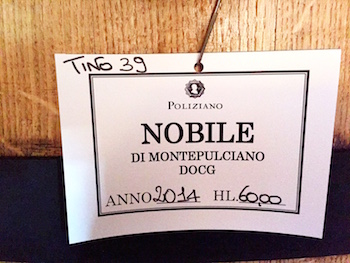 TINO 39
POLIZIANO
NOBILE
DI MONTEPULCIANO
DOCG
ANNO 2014 HL. 60,00